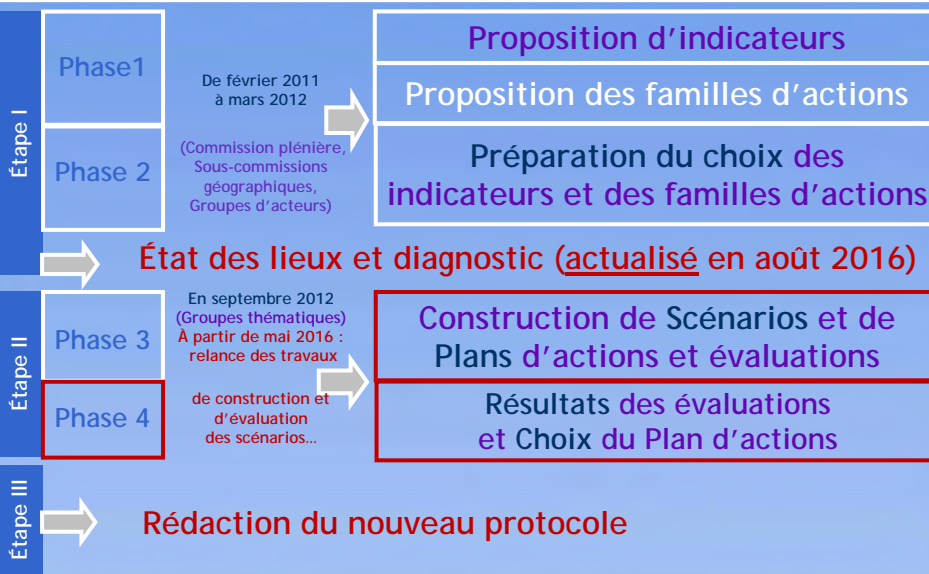 Étape I
Phase1
De février 2011
à mars 2012
(Commission plénière,
Sous-commissions
géographiques,
Groupes d'acteurs)
Phase 2
Proposition d'indicateurs
Proposition des familles d'actions
Préparation du choix des
indicateurs et des familles d'actions
État des lieux et diagnostic (actualisé en août 2016)
Étape II
Phase 3
En septembre 2012
(Groupes thématiques)
À partir de mai 2016 :
relance des travaux
Construction de Scénarios et de
Plans d'actions et évaluations
Phase 4
de construction et
d'évaluation
des scénarios…
Résultats des évaluations
et Choix du Plan d'actions
Étape III
Rédaction du nouveau protocole